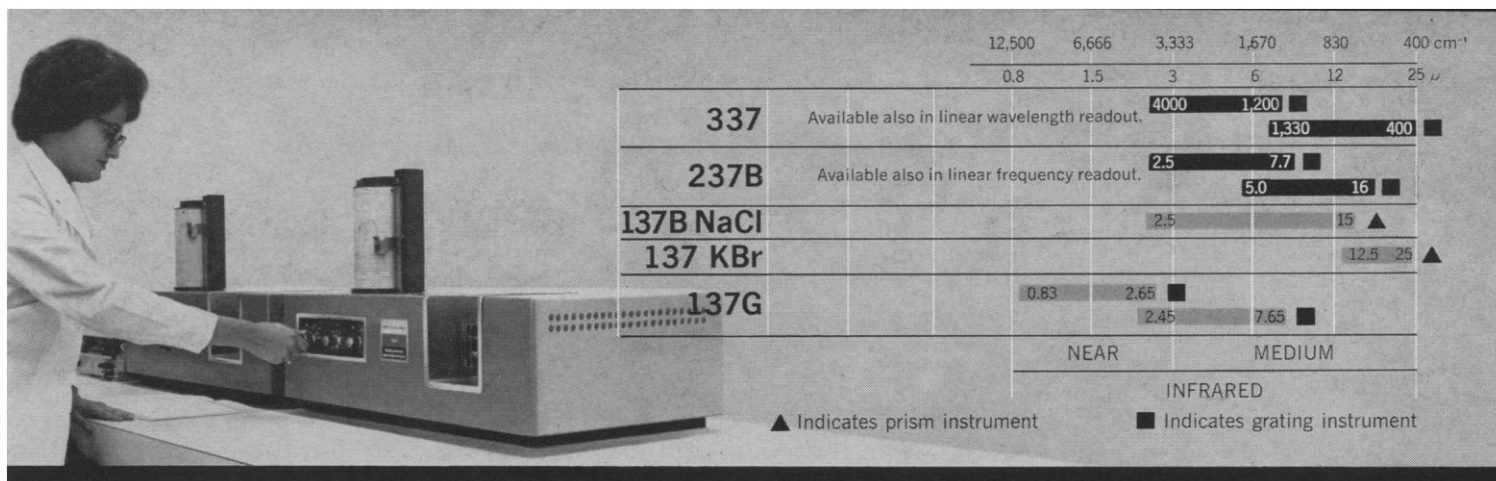 12,500 6,666 3,333 1,670 830 400 cm⁻¹
0.8 1.5 3 6 12 25 μ
337 Available also in linear wavelength readout. 4000 1,200 ■
1,330 400 ■
237B Available also in linear frequency readout. 2.5 7.7 ■
5.0 16 ■
137B NaCl 2.5 15 ▲
137 KBr 12.5 25 ▲
137G 0.83 2.65 ■
2.45 7.65 ■
NEAR MEDIUM
INFRARED
▲ Indicates prism instrument ■ Indicates grating instrument